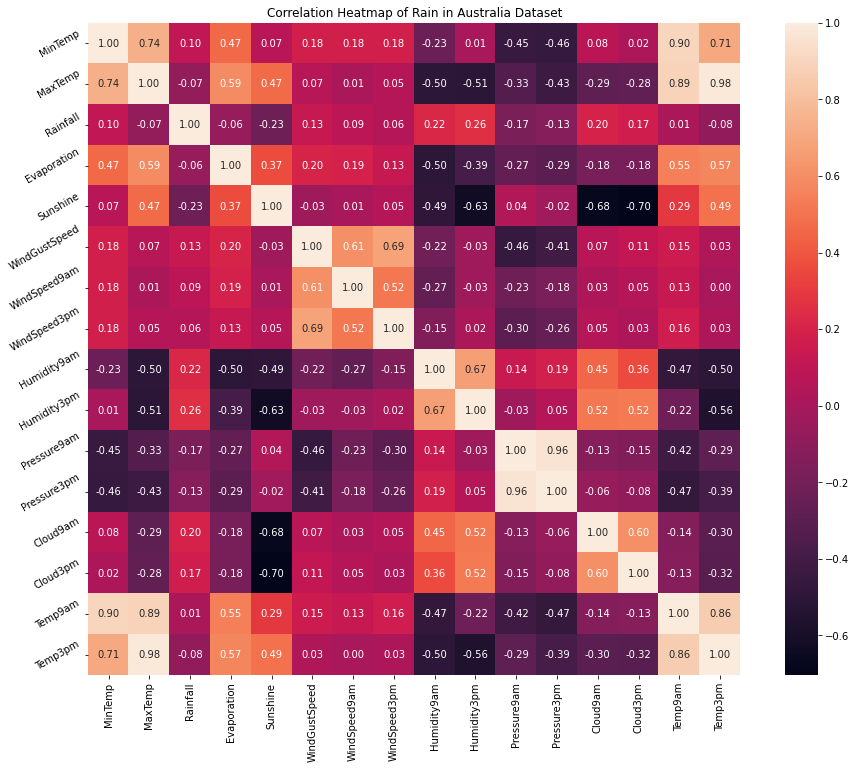 Correlation Heatmap of Rain in Australia Dataset
MinTemp 1.00 0.74 0.10 0.47 0.07 0.18 0.18 0.18 -0.23 0.01 -0.45 -0.46 0.08 0.02 0.90 0.71
MaxTemp 0.74 1.00 -0.07 0.59 0.47 0.07 0.01 0.05 -0.50 -0.51 -0.33 -0.43 -0.29 -0.28 0.89 0.98
Rainfall 0.10 -0.07 1.00 -0.06 -0.23 0.13 0.09 0.06 0.22 0.26 -0.17 -0.13 0.20 0.17 0.01 -0.08
Evaporation 0.47 0.59 -0.06 1.00 0.37 0.20 0.19 0.13 -0.50 -0.39 -0.27 -0.29 -0.18 -0.18 0.55 0.57
Sunshine 0.07 0.47 -0.23 0.37 1.00 -0.03 0.01 0.05 -0.49 -0.63 0.04 -0.02 -0.68 -0.70 0.29 0.49
WindGustSpeed 0.18 0.07 0.13 0.20 -0.03 1.00 0.61 0.69 -0.22 -0.03 -0.46 -0.41 0.07 0.11 0.15 0.03
WindSpeed9am 0.18 0.01 0.09 0.19 0.01 0.61 1.00 0.52 -0.27 -0.03 -0.23 -0.18 0.03 0.05 0.13 0.00
WindSpeed3pm 0.18 0.05 0.06 0.13 0.05 0.69 0.52 1.00 -0.15 0.02 -0.30 -0.26 0.05 0.03 0.16 0.03
Humidity9am -0.23 -0.50 0.22 -0.50 -0.49 -0.22 -0.27 -0.15 1.00 0.67 0.14 0.19 0.45 0.36 -0.47 -0.50
Humidity3pm 0.01 -0.51 0.26 -0.39 -0.63 -0.03 -0.03 0.02 0.67 1.00 -0.03 0.05 0.52 0.52 -0.22 -0.56
Pressure9am -0.45 -0.33 -0.17 -0.27 0.04 -0.46 -0.23 -0.30 0.14 -0.03 1.00 0.96 -0.13 -0.15 -0.42 -0.29
Pressure3pm -0.46 -0.43 -0.13 -0.29 -0.02 -0.41 -0.18 -0.26 0.19 0.05 0.96 1.00 -0.06 -0.08 -0.47 -0.39
Cloud9am 0.08 -0.29 0.20 -0.18 -0.68 0.07 0.03 0.05 0.45 0.52 -0.13 -0.06 1.00 0.60 -0.14 -0.30
Cloud3pm 0.02 -0.28 0.17 -0.18 -0.70 0.11 0.05 0.03 0.36 0.52 -0.15 -0.08 0.60 1.00 -0.13 -0.32
Temp9am 0.90 0.89 0.01 0.55 0.29 0.15 0.13 0.16 -0.47 -0.22 -0.42 -0.47 -0.14 -0.13 1.00 0.86
Temp3pm 0.71 0.98 -0.08 0.57 0.49 0.03 0.00 0.03 -0.50 -0.56 -0.29 -0.39 -0.30 -0.32 0.86 1.00
MinTemp
MaxTemp
Rainfall
Evaporation
Sunshine
WindGustSpeed
WindSpeed9am
WindSpeed3pm
Humidity9am
Humidity3pm
Pressure9am
Pressure3pm
Cloud9am
Cloud3pm
Temp9am
Temp3pm
1.0
0.8
0.6
0.4
0.2
0.0
−0.2
−0.4
−0.6